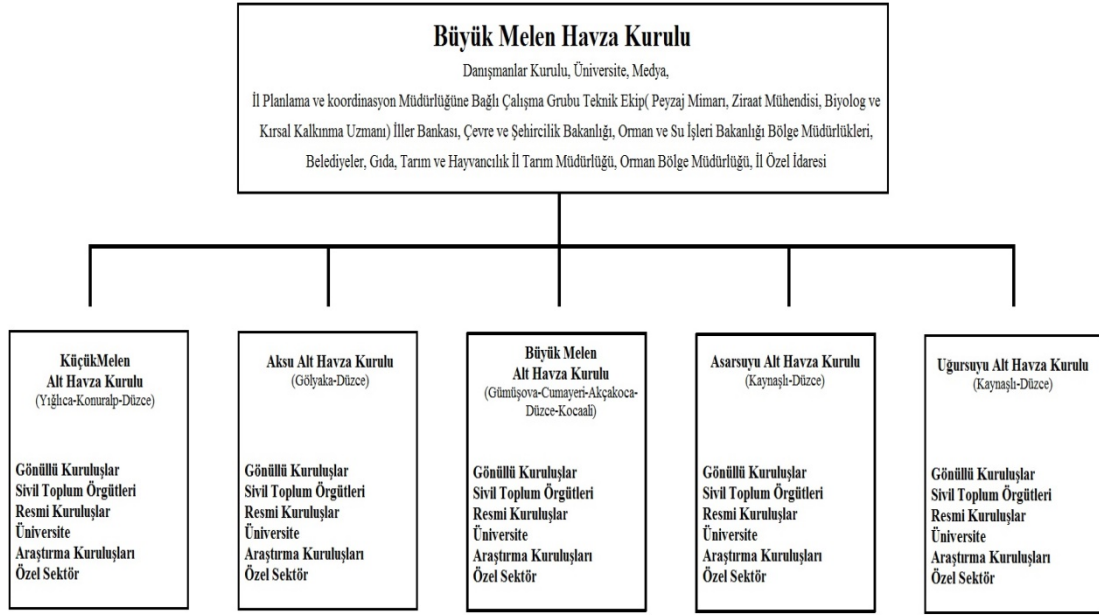 Büyük Melen Havza Kurulu
Danışmanlar Kurulu, Üniversite, Medya,
İl Planlama ve koordinasyon Müdürlüğüne Bağlı Çalışma Grubu Teknik Ekip( Peyzaj Mimarı, Ziraat Mühendisi, Biyolog ve
Kırsal Kalkınma Uzmanı) İller Bankası, Çevre ve Şehircilik Bakanlığı, Orman ve Su İşleri Bakanlığı Bölge Müdürlükleri,
Belediyeler, Gıda, Tarım ve Hayvancılık İl Tarım Müdürlüğü, Orman Bölge Müdürlüğü, İl Özel İdaresi
KüçükMelen
Alt Havza Kurulu
(Yığlıca-Konuralp-Düzce)
Gönüllü Kuruluşlar
Sivil Toplum Örgütleri
Resmi Kuruluşlar
Üniversite
Araştırma Kuruluşları
Özel Sektör
Aksu Alt Havza Kurulu
(Gölyaka-Düzce)
Gönüllü Kuruluşlar
Sivil Toplum Örgütleri
Resmi Kuruluşlar
Üniversite
Araştırma Kuruluşları
Özel Sektör
Büyük Melen
Alt Havza Kurulu
(Gümüşova-Cumayeri-Akçakoca-
Düzce-Kocaali)
Gönüllü Kuruluşlar
Sivil Toplum Örgütleri
Resmi Kuruluşlar
Üniversite
Araştırma Kuruluşları
Özel Sektör
Asarsuyu Alt Havza Kurulu
(Kaynaşlı-Düzce)
Gönüllü Kuruluşlar
Sivil Toplum Örgütleri
Resmi Kuruluşlar
Üniversite
Araştırma Kuruluşları
Özel Sektör
Uğursuyu Alt Havza Kurulu
(Kaynaşlı-Düzce)
Gönüllü Kuruluşlar
Sivil Toplum Örgütleri
Resmi Kuruluşlar
Üniversite
Araştırma Kuruluşları
Özel Sektör